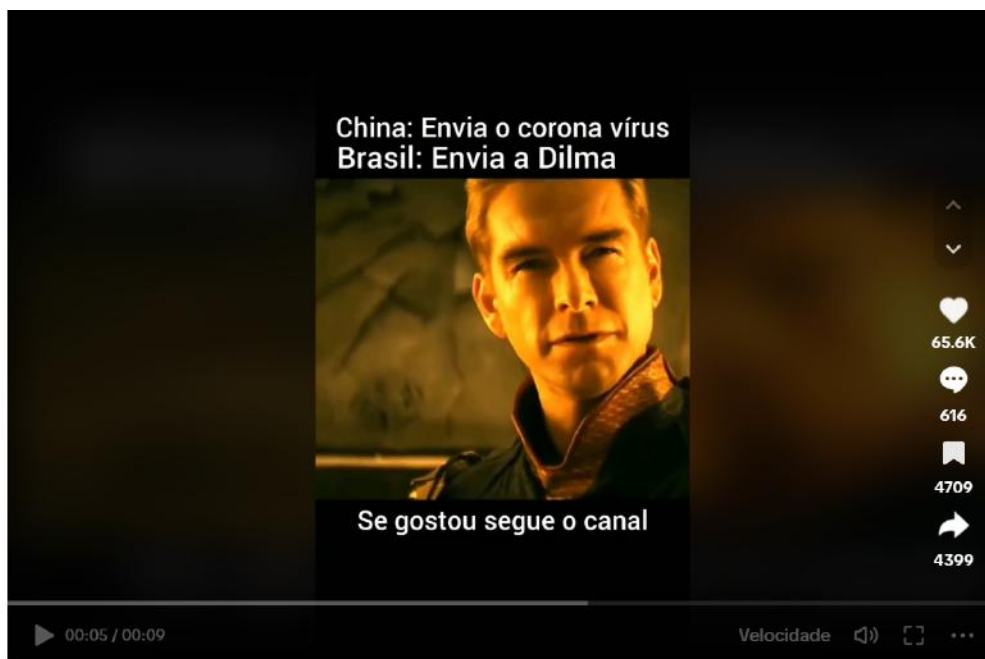 China: Envia o corona vírus
Brasil: Envia a Dilma
65.6K
616
4709
Se gostou segue o canal
4399
00:05 / 00:09
Velocidade